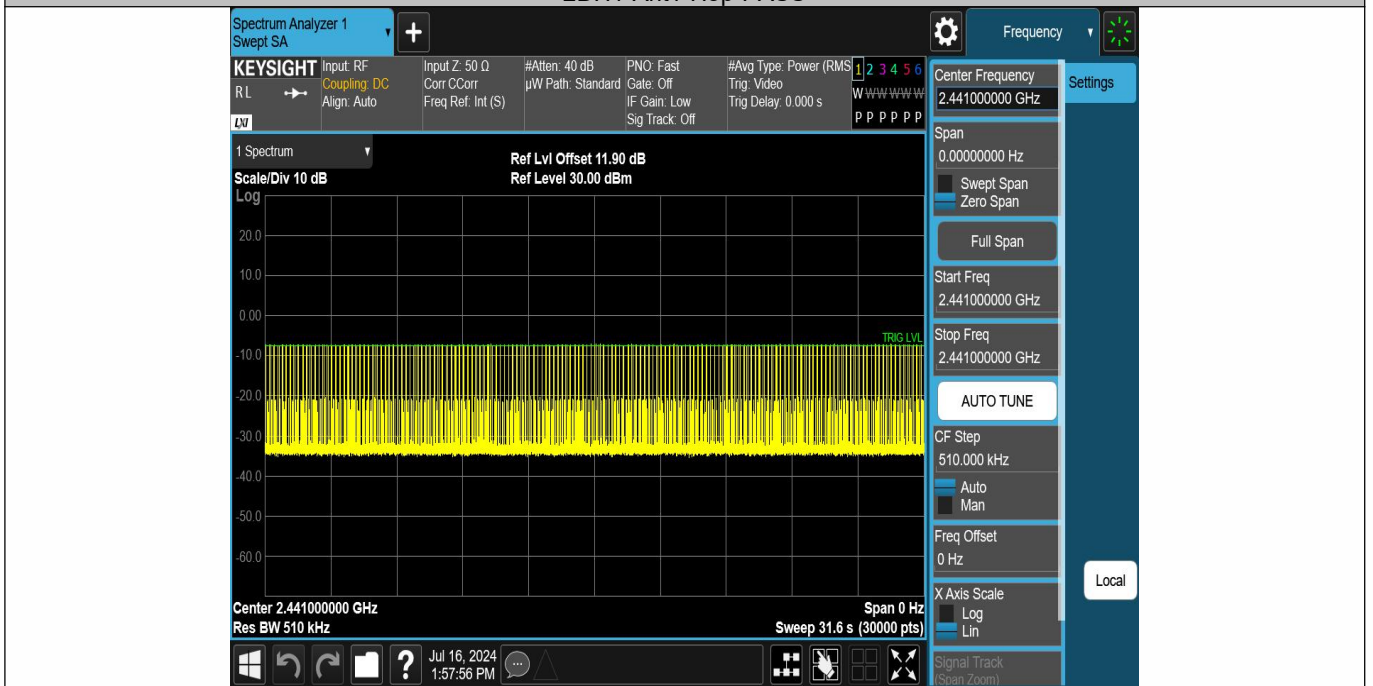 Spectrum Analyzer 1
Swept SA
Frequency
KEYSIGHT
RL
LXI
Input: RF
Coupling: DC
Align: Auto
Input Z: 50 Ω
Corr CCorr
Freq Ref: Int (S)
#Atten: 40 dB
µW Path: Standard
PNO: Fast
Gate: Off
IF Gain: Low
Sig Track: Off
#Avg Type: Power (RMS
Trig: Video
Trig Delay: 0.000 s
1 2 3 4 5 6
W W W W W W
P P P P P P
1 Spectrum
Scale/Div 10 dB
Ref Lvl Offset 11.90 dB
Ref Level 30.00 dBm
Log
20.0
10.0
0.00
-10.0
-20.0
-30.0
-40.0
-50.0
-60.0
TRIG LVL
Center 2.441000000 GHz
Res BW 510 kHz
Span 0 Hz
Sweep 31.6 s (30000 pts)
Center Frequency
2.441000000 GHz
Settings
Span
0.00000000 Hz
Swept Span
Zero Span
Full Span
Start Freq
2.441000000 GHz
Stop Freq
2.441000000 GHz
AUTO TUNE
CF Step
510.000 kHz
Auto
Man
Freq Offset
0 Hz
X Axis Scale
Log
Lin
Signal Track
(Span Zoom)
Local
?
Jul 16, 2024
1:57:56 PM